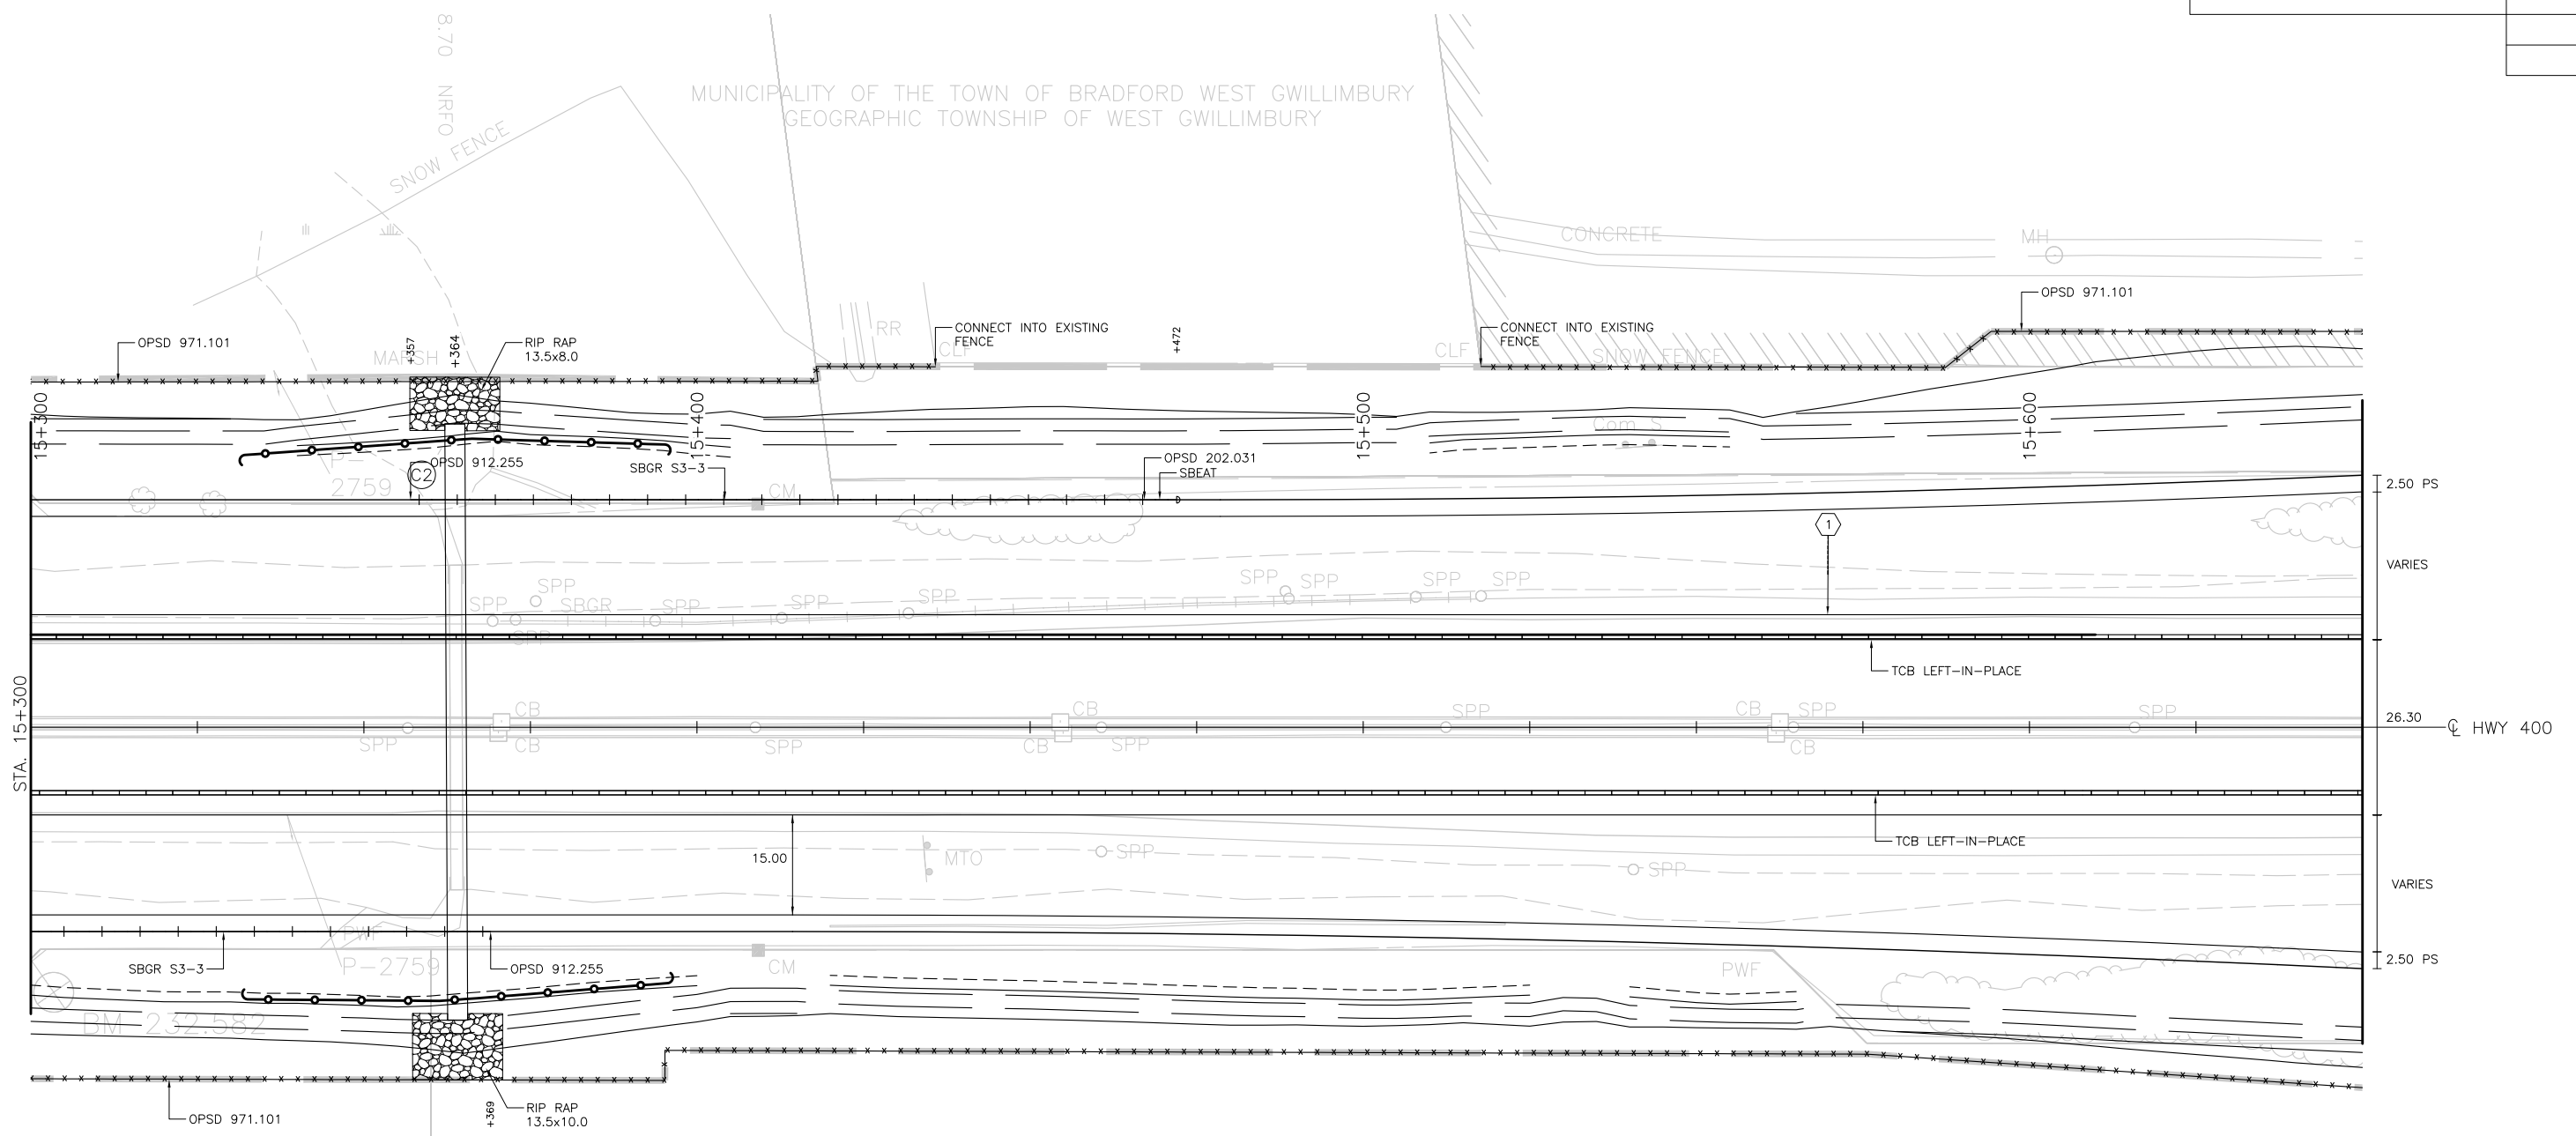 8.70 NRFO
MUNICIPALITY OF THE TOWN OF BRADFORD WEST GWILLIMBURY
GEOGRAPHIC TOWNSHIP OF WEST GWILLIMBURY
SNOW FENCE
CONCRETE
MH
OPSD 971.101
RR
CONNECT INTO EXISTING
FENCE
+472
CONNECT INTO EXISTING
FENCE
OPSD 971.101
MARSH
+357
+364
RIP RAP
13.5x8.0
CLF
CLF
SNOW FENCE
15+300
15+400
15+500
15+600
Com S
P-
2759
C2
OPSD 912.255
SBGR S3-3
OPSD 202.031
SBEAT
CM
2.50 PS
1
VARIES
SPP
SPP
SBGR
SPP
SPP
SPP
SPP
SPP
SPP
SPP
SPP
TCB LEFT-IN-PLACE
STA. 15+300
CB
CB
SPP
CB
SPP
SPP
26.30
℄ HWY 400
SPP
CB
SPP
CB
SPP
CB
TCB LEFT-IN-PLACE
15.00
MTO
SPP
SPP
VARIES
PWF
SBGR S3-3
P-2759
OPSD 912.255
CM
PWF
2.50 PS
BM 232.582
OPSD 971.101
+369
RIP RAP
13.5x10.0